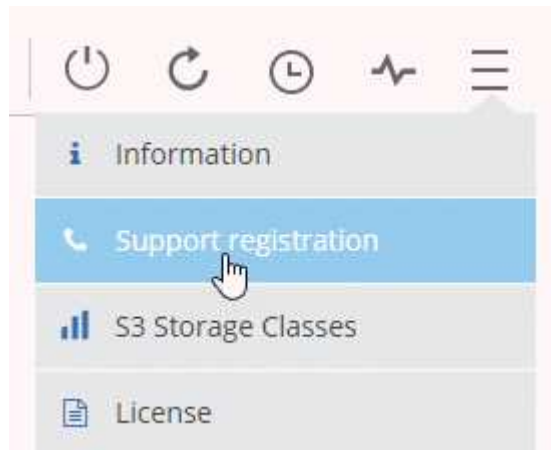 Information
Support registration
S3 Storage Classes
License